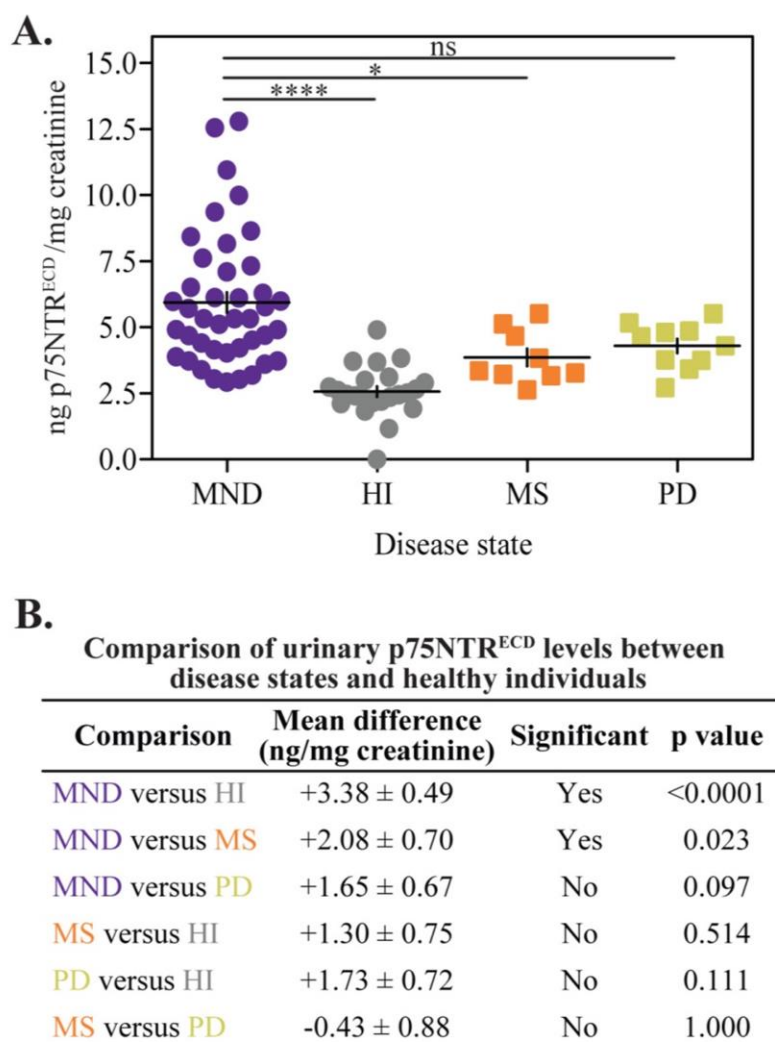 A.
ns
*
****
15.0
12.5
10.0
7.5
5.0
2.5
0.0
ng p75NTR^ECD/mg creatinine
MND HI MS PD
Disease state
B.
Comparison of urinary p75NTR^ECD levels between
disease states and healthy individuals
Comparison Mean difference (ng/mg creatinine) Significant p value
MND versus HI +3.38 ± 0.49 Yes <0.0001
MND versus MS +2.08 ± 0.70 Yes 0.023
MND versus PD +1.65 ± 0.67 No 0.097
MS versus HI +1.30 ± 0.75 No 0.514
PD versus HI +1.73 ± 0.72 No 0.111
MS versus PD -0.43 ± 0.88 No 1.000